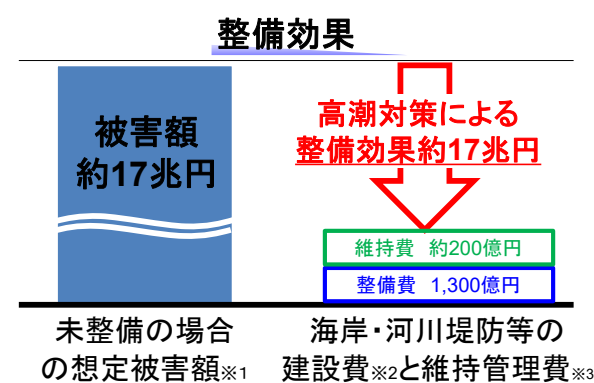 整備効果
被害額
約17兆円
高潮対策による
整備効果約17兆円
維持費　約200億円
整備費　1,300億円
未整備の場合
の想定被害額※1
海岸・河川堤防等の
建設費※2と維持管理費※3